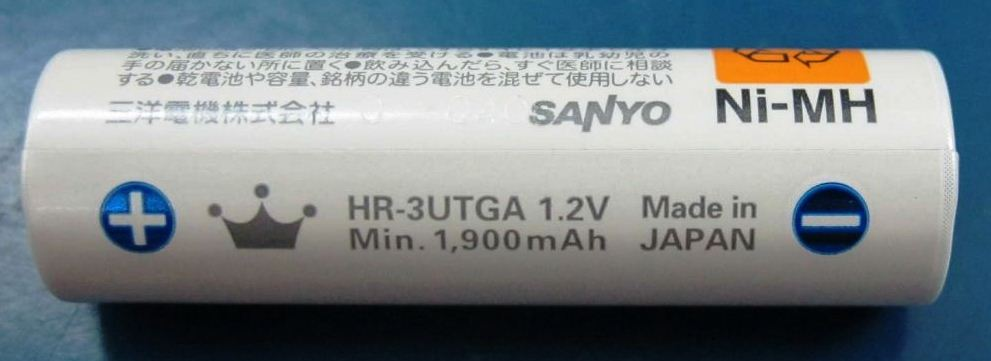 洗い、直ちに医師の治療を受ける●電池は乳幼児の
手の届かない所に置く●飲み込んだら、すぐ医師に相談
する●乾電池や容量、銘柄の違う電池を混ぜて使用しない
三洋電機株式会社 SANYO
Ni-MH
HR-3UTGA 1.2V Made in
Min. 1,900mAh JAPAN